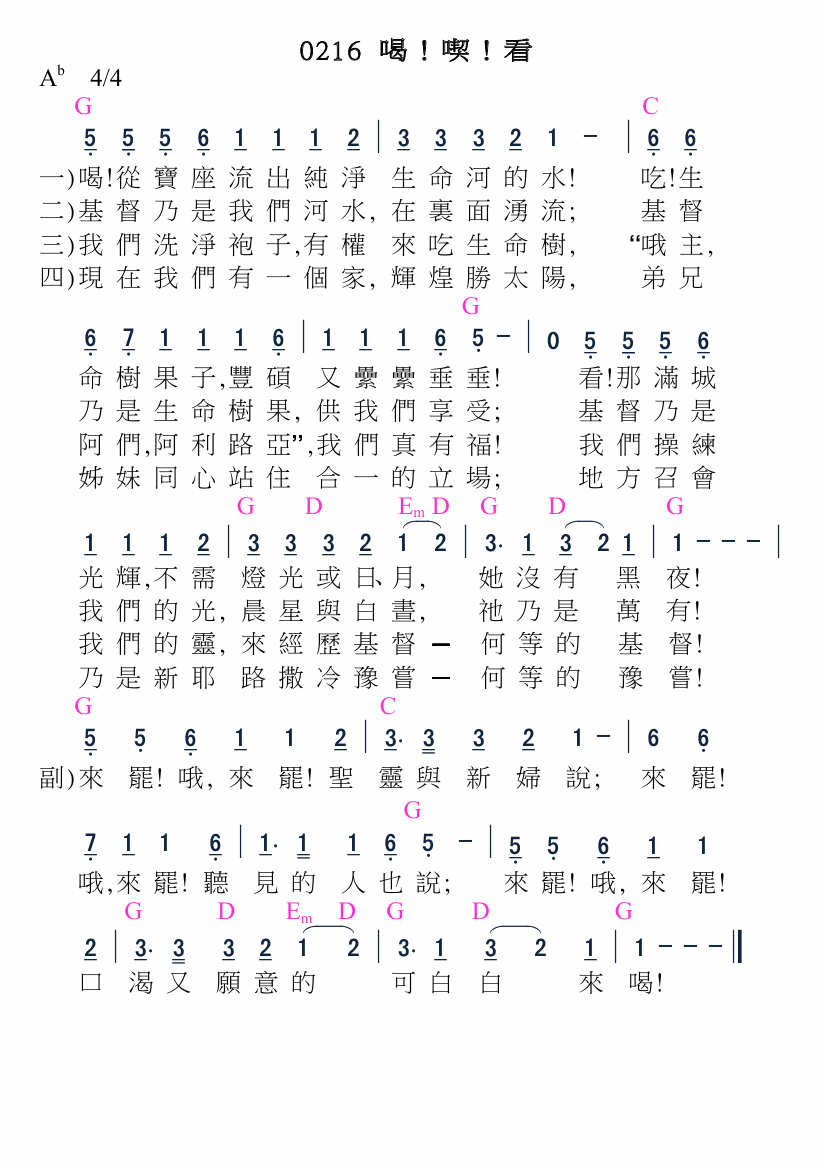 0216 喝！喫！看
A♭ 4/4
G C
5 5 5 6 1 1 1 2 | 3 3 3 2 1 － | 6 6
一)喝!從寶座流出純淨 生命河的水! 吃!生
二)基督乃是我們河水, 在裏面湧流; 基督
三)我們洗淨袍子,有權 來吃生命樹, “哦主,
四)現在我們有一個家, 輝煌勝太陽, 弟兄
G
6 7 1 1 1 6 | 1 1 1 6 5 － | 0 5 5 5 6
命樹果子,豐碩 又纍纍垂垂! 看!那滿城
乃是生命樹果, 供我們享受; 基督乃是
阿們,阿利路亞”,我們真有福! 我們操練
姊妹同心站住 合一的立場; 地方召會
G D Em D G D G
1 1 1 2 | 3 3 3 2 1 2 | 3· 1 3 2 1 | 1 － － － |
光輝,不需 燈光或日、月, 她沒有 黑 夜!
我們的光, 晨星與白晝, 祂乃是 萬有!
我們的靈, 來經歷基督－ 何等的 基督!
乃是新耶 路撒冷豫嘗－ 何等的 豫嘗!
G C
5 5 6 1 1 2 | 3· 3 3 2 1 － | 6 6
副)來 罷! 哦, 來 罷! 聖 靈與 新 婦 說; 來 罷!
G
7 1 1 6 | 1· 1 1 6 5 － | 5 5 6 1 1
哦,來罷! 聽 見的 人也說; 來罷! 哦, 來 罷!
G D Em D G D G
2 | 3· 3 3 2 1 2 | 3· 1 3 2 1 | 1 － － － ‖
口 渴又 願意的 可白 白 來 喝!